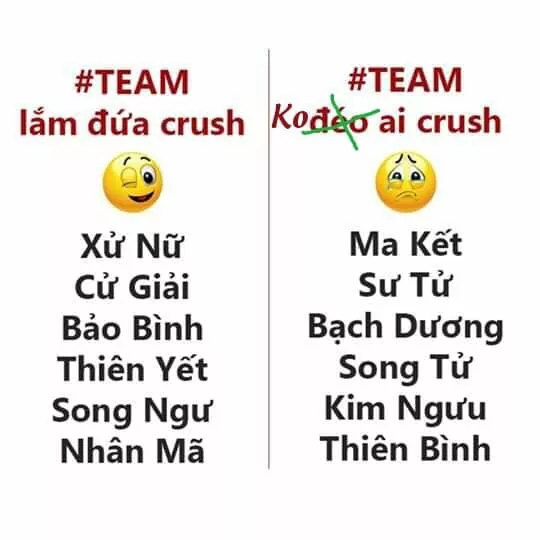 #TEAM
lắm đứa crush
Xử Nữ
Cử Giải
Bảo Bình
Thiên Yết
Song Ngư
Nhân Mã
#TEAM
Ko đéo ai crush
Ma Kết
Sư Tử
Bạch Dương
Song Tử
Kim Ngưu
Thiên Bình